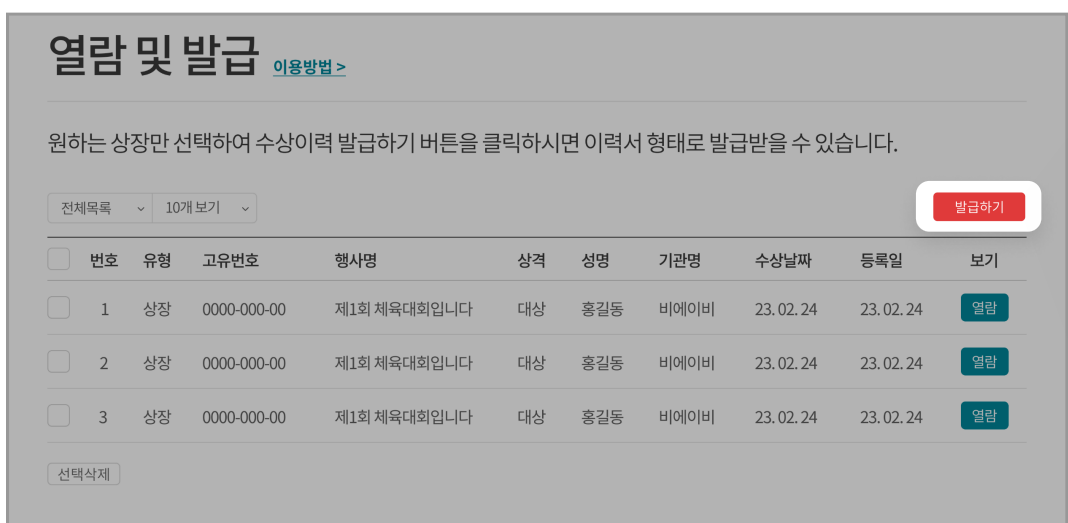 열람 및 발급 이용방법 >
원하는 상장만 선택하여 수상이력 발급하기 버튼을 클릭하시면 이력서 형태로 발급받을 수 있습니다.
전체목록 10개 보기 발급하기
번호 유형 고유번호 행사명 상격 성명 기관명 수상날짜 등록일 보기
1 상장 0000-000-00 제1회 체육대회입니다 대상 홍길동 비에이비 23. 02. 24 23. 02. 24 열람
2 상장 0000-000-00 제1회 체육대회입니다 대상 홍길동 비에이비 23. 02. 24 23. 02. 24 열람
3 상장 0000-000-00 제1회 체육대회입니다 대상 홍길동 비에이비 23. 02. 24 23. 02. 24 열람
선택삭제